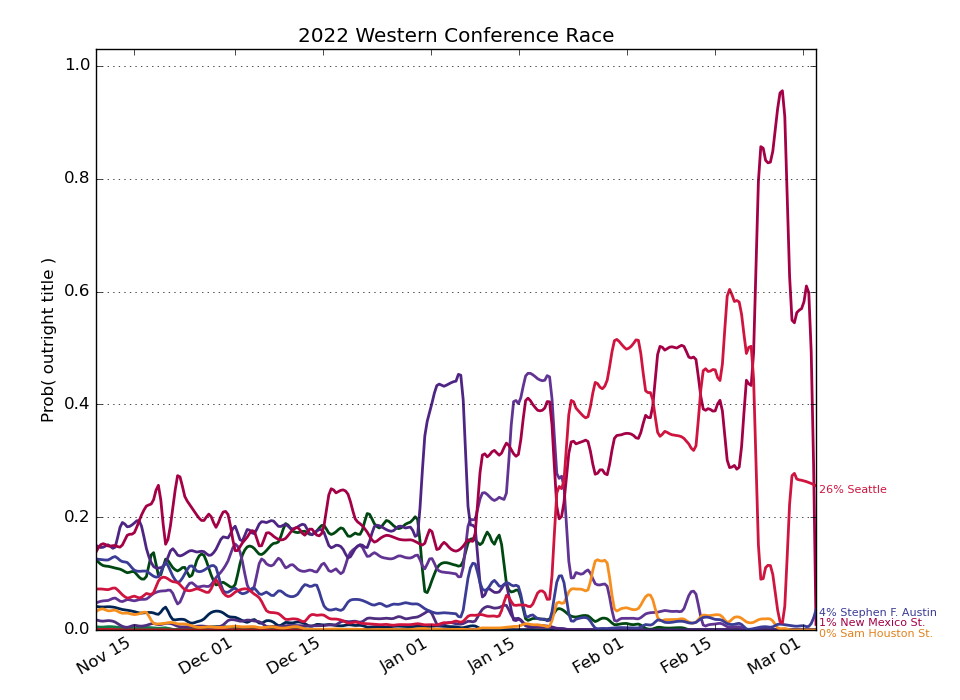 2022 Western Conference Race
Prob( outright title )
1.0
0.8
0.6
0.4
0.2
0.0
Nov 15
Dec 01
Dec 15
Jan 01
Jan 15
Feb 01
Feb 15
Mar 01
26% Seattle
4% Stephen F. Austin
1% New Mexico St.
0% Sam Houston St.